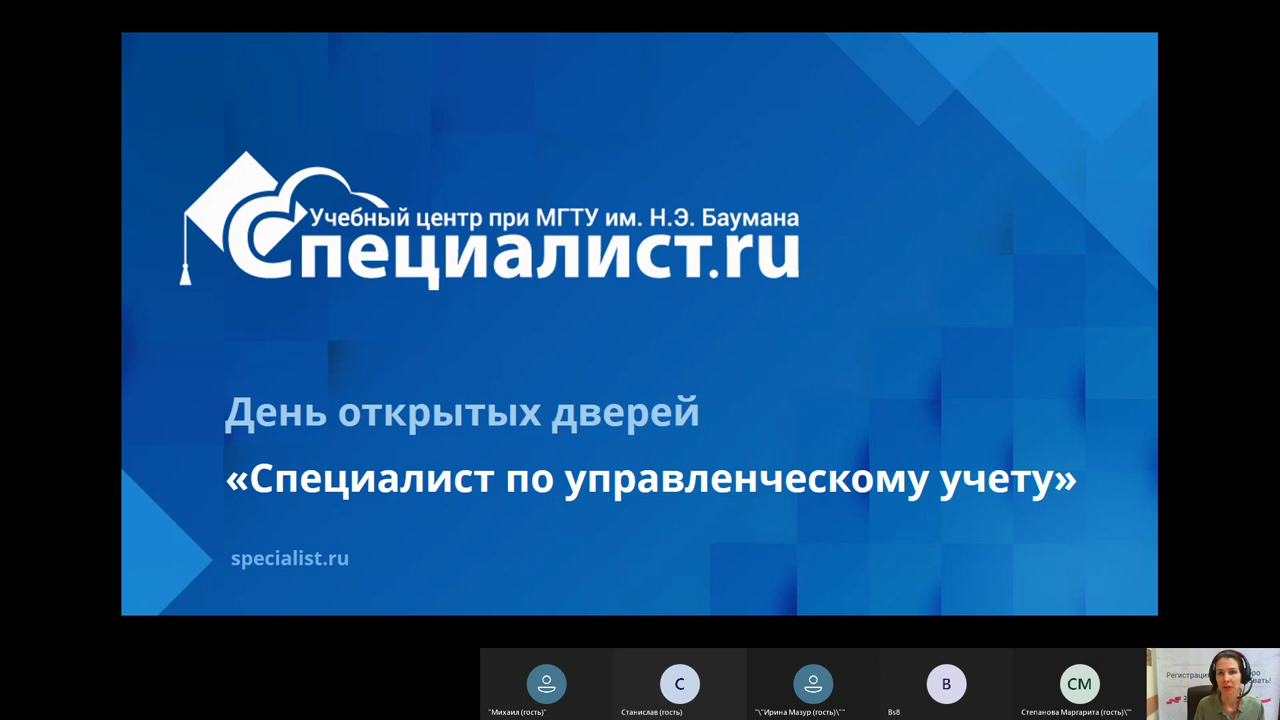 Учебный центр при МГТУ им. Н.Э. Баумана
Специалист.ru
День открытых дверей
«Специалист по управленческому учету»
specialist.ru
С
В
СМ
"Михаил (гость)"
Станислав (гость)
"\"Ирина Мазур (гость)\""
Bs8
Степанова Маргарита (гость)\""